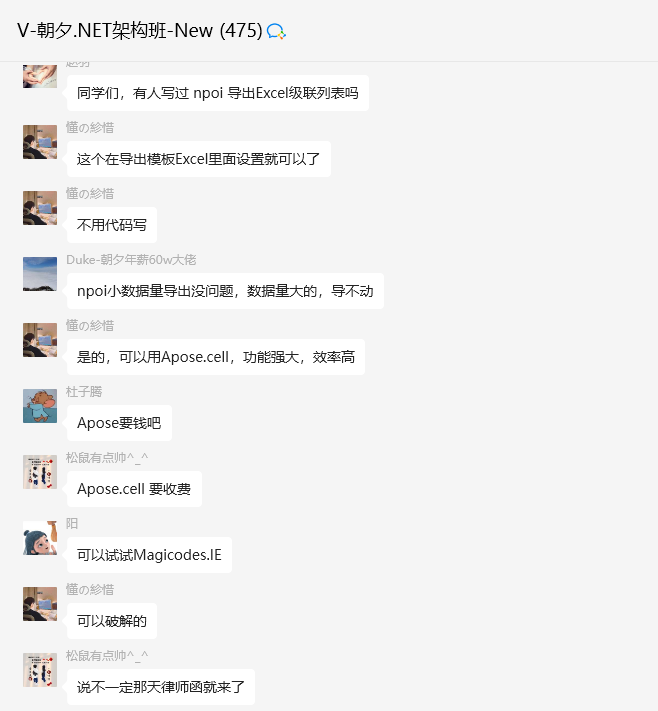 V-朝夕.NET架构班-New (475)
同学们，有人写过 npoi 导出Excel级联列表吗
懂の紾惜
这个在导出模板Excel里面设置就可以了
懂の紾惜
不用代码写
Duke-朝夕年薪60w大佬
npoi小数据量导出没问题，数据量大的，导不动
懂の紾惜
是的，可以用Apose.cell，功能强大，效率高
杜子腾
Apose要钱吧
松鼠有点帅^_^
Apose.cell 要收费
阳
可以试试Magicodes.IE
懂の紾惜
可以破解的
松鼠有点帅^_^
说不一定那天律师函就来了